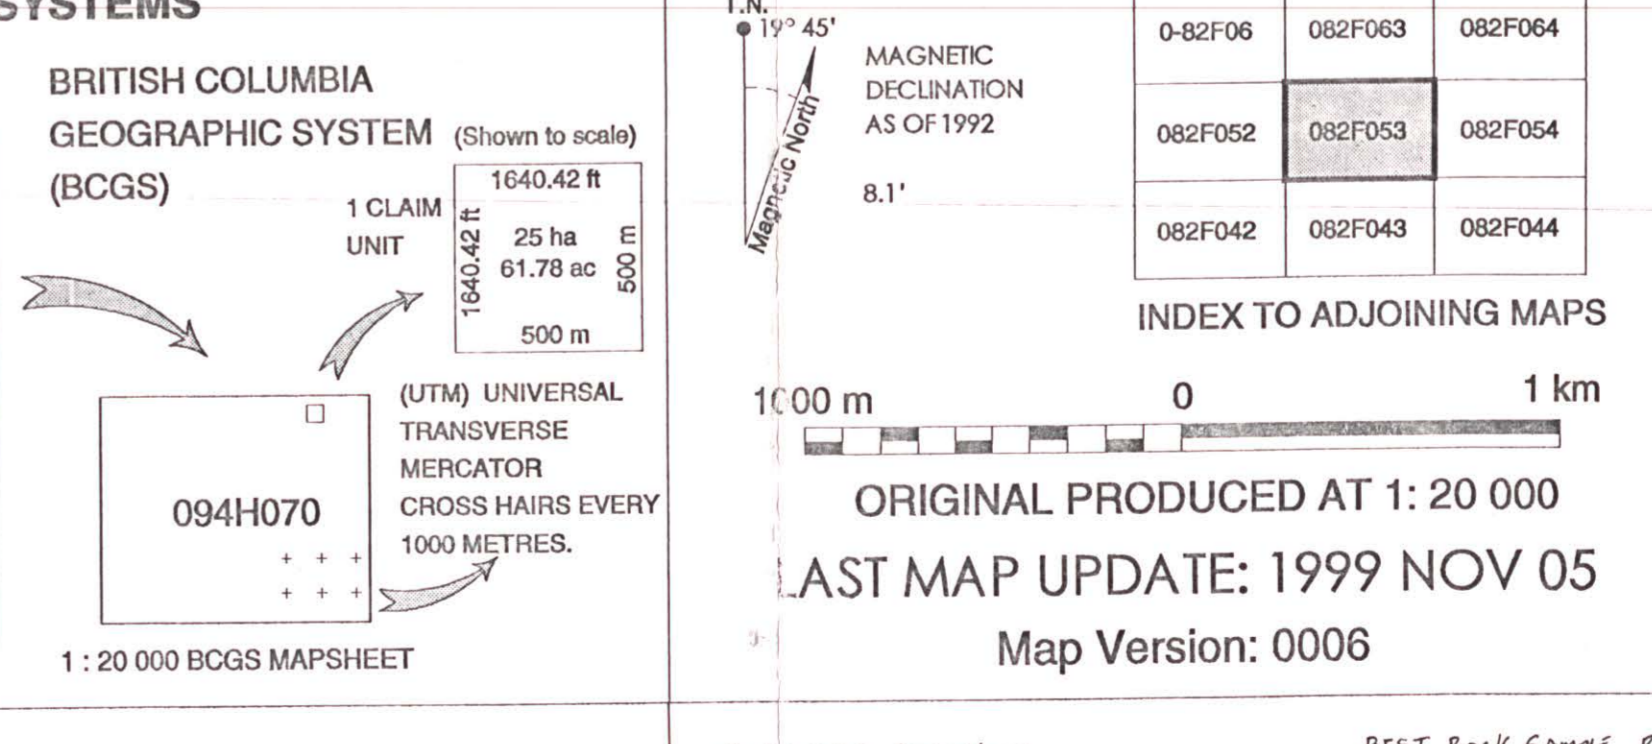 SYSTEMS
BRITISH COLUMBIA
GEOGRAPHIC SYSTEM (Shown to scale)
(BCGS)
1 CLAIM
UNIT
1640.42 ft
1640.42 ft
25 ha
61.78 ac
500 m
500 m
094H070
(UTM) UNIVERSAL
TRANSVERSE
MERCATOR
CROSS HAIRS EVERY
1000 METRES.
1 : 20 000 BCGS MAPSHEET
T.N.
19° 45'
Magnetic North
MAGNETIC
DECLINATION
AS OF 1992
8.1'
0-82F06 082F063 082F064
082F052 082F053 082F054
082F042 082F043 082F044
INDEX TO ADJOINING MAPS
1000 m 0 1 km
ORIGINAL PRODUCED AT 1: 20 000
LAST MAP UPDATE: 1999 NOV 05
Map Version: 0006
BEST Rock